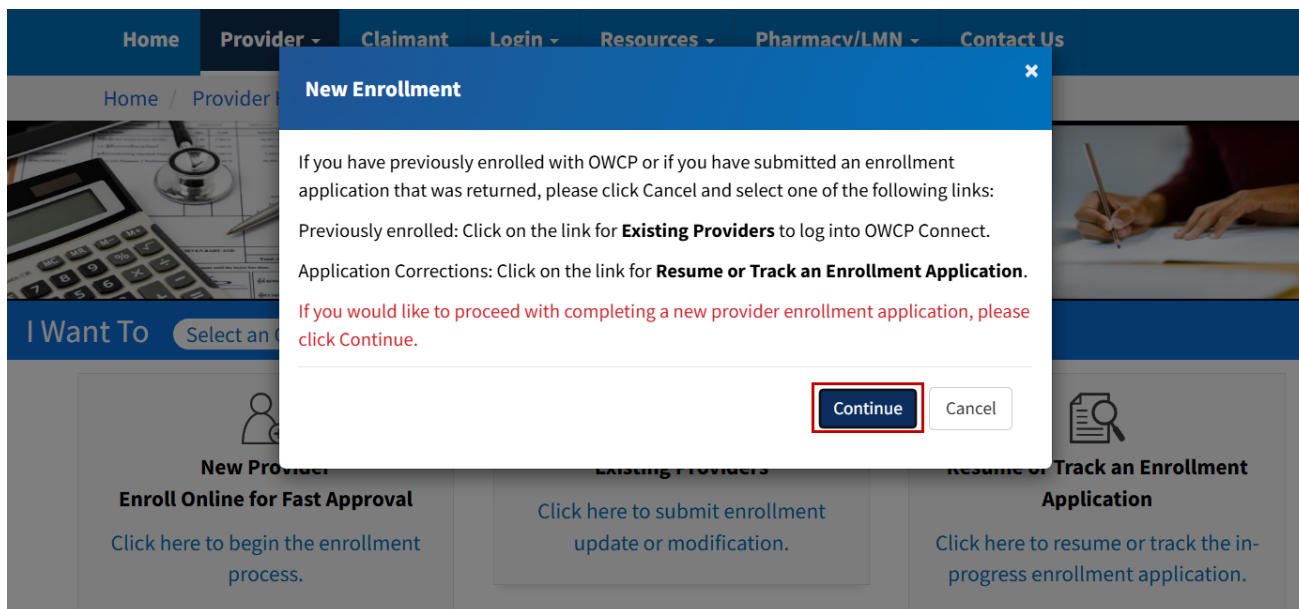 Home Provider Claimant Login Resources Pharmacy/LMN Contact Us
Home / Provider
New Enrollment
×
If you have previously enrolled with OWCP or if you have submitted an enrollment
application that was returned, please click Cancel and select one of the following links:
Previously enrolled: Click on the link for Existing Providers to log into OWCP Connect.
Application Corrections: Click on the link for Resume or Track an Enrollment Application.
If you would like to proceed with completing a new provider enrollment application, please
click Continue.
I Want To Select an
Continue Cancel
New Provider
Enroll Online for Fast Approval
Click here to begin the enrollment
process.
Existing Providers
Click here to submit enrollment
update or modification.
Resume or Track an Enrollment
Application
Click here to resume or track the in-
progress enrollment application.